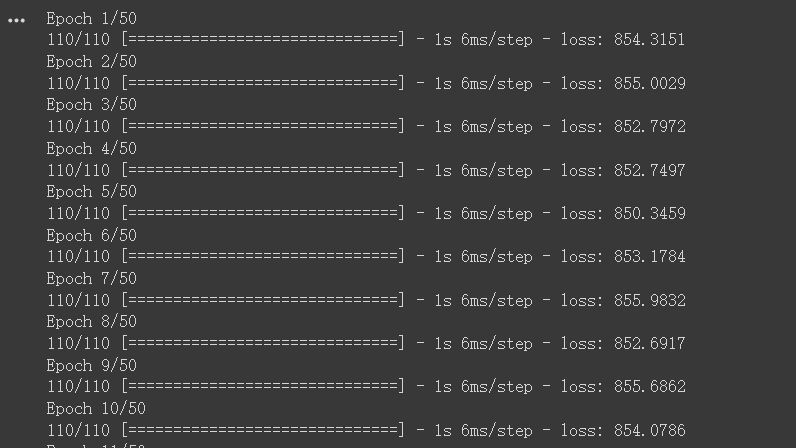 Epoch 1/50
110/110 [==============================] - 1s 6ms/step - loss: 854.3151
Epoch 2/50
110/110 [==============================] - 1s 6ms/step - loss: 855.0029
Epoch 3/50
110/110 [==============================] - 1s 6ms/step - loss: 852.7972
Epoch 4/50
110/110 [==============================] - 1s 6ms/step - loss: 852.7497
Epoch 5/50
110/110 [==============================] - 1s 6ms/step - loss: 850.3459
Epoch 6/50
110/110 [==============================] - 1s 6ms/step - loss: 853.1784
Epoch 7/50
110/110 [==============================] - 1s 6ms/step - loss: 855.9832
Epoch 8/50
110/110 [==============================] - 1s 6ms/step - loss: 852.6917
Epoch 9/50
110/110 [==============================] - 1s 6ms/step - loss: 855.6862
Epoch 10/50
110/110 [==============================] - 1s 6ms/step - loss: 854.0786
Epoch 11/50